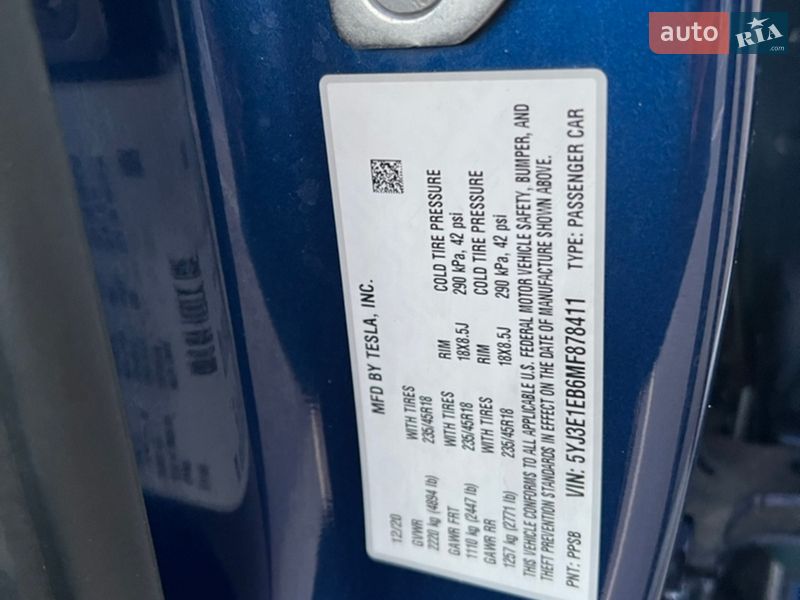 auto RIA
.com
MFD BY TESLA, INC.
12/20
GVWR WITH TIRES RIM COLD TIRE PRESSURE
2220 kg (4894 lb) 235/45R18 18X8.5J 290 kPa, 42 psi
GAWR FRT WITH TIRES RIM COLD TIRE PRESSURE
1110 kg (2447 lb) 235/45R18 18X8.5J 290 kPa, 42 psi
GAWR RR WITH TIRES
1257 kg (2771 lb) 235/45R18
THIS VEHICLE CONFORMS TO ALL APPLICABLE U.S. FEDERAL MOTOR VEHICLE SAFETY, BUMPER, AND
THEFT PREVENTION STANDARDS IN EFFECT ON THE DATE OF MANUFACTURE SHOWN ABOVE.
PNT: PPSB VIN: 5YJ3E1EB6MF878411 TYPE: PASSENGER CAR